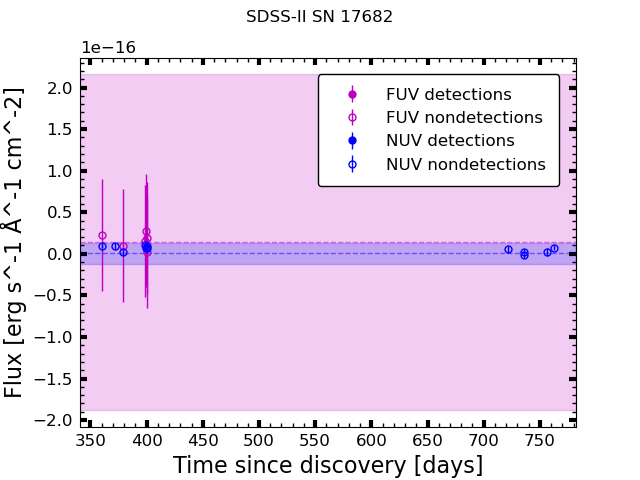 SDSS-II SN 17682
1e−16
FUV detections
FUV nondetections
NUV detections
NUV nondetections
2.0
1.5
1.0
0.5
0.0
−0.5
−1.0
−1.5
−2.0
Flux [erg s^-1 Å^-1 cm^-2]
350 400 450 500 550 600 650 700 750
Time since discovery [days]